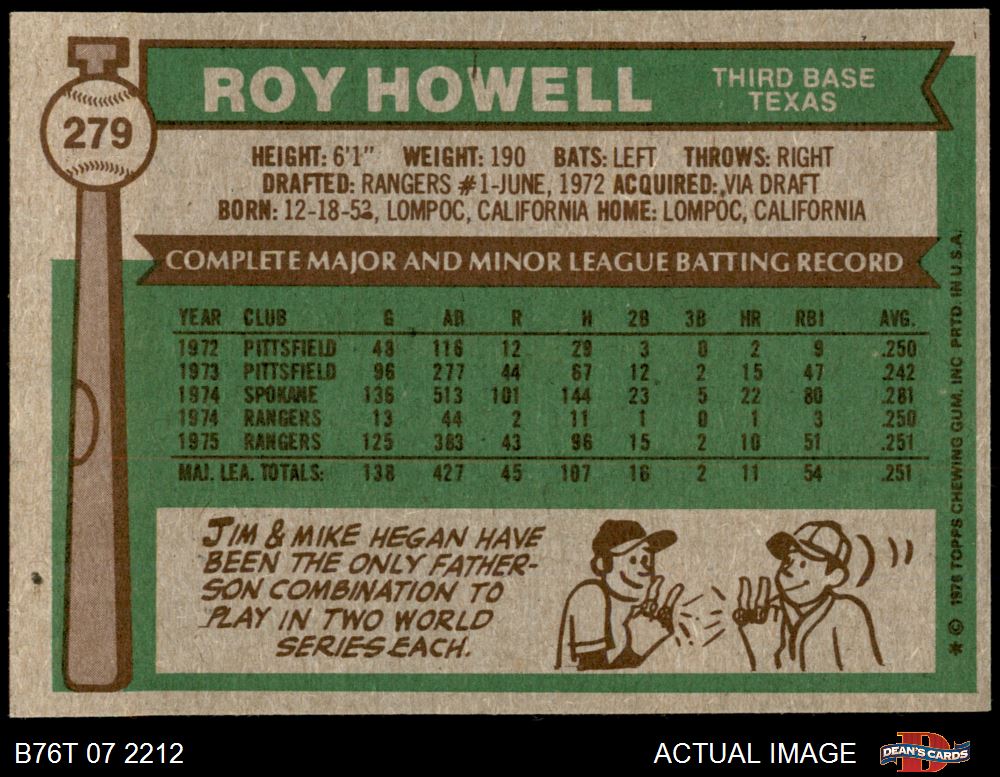 279
ROY HOWELL
THIRD BASE
TEXAS
HEIGHT: 6'1" WEIGHT: 190 BATS: LEFT THROWS: RIGHT
DRAFTED: RANGERS #1-JUNE, 1972 ACQUIRED: VIA DRAFT
BORN: 12-18-53, LOMPOC, CALIFORNIA HOME: LOMPOC, CALIFORNIA
COMPLETE MAJOR AND MINOR LEAGUE BATTING RECORD
YEAR CLUB G AB R H 2B 3B HR RBI AVG.
1972 PITTSFIELD 48 116 12 29 3 0 2 9 .250
1973 PITTSFIELD 96 277 44 67 12 2 15 47 .242
1974 SPOKANE 136 513 101 144 23 5 22 80 .281
1974 RANGERS 13 44 2 11 1 0 1 3 .250
1975 RANGERS 125 383 43 96 15 2 10 51 .251
MAJ. LEA. TOTALS: 138 427 45 107 16 2 11 54 .251
JIM & MIKE HEGAN HAVE
BEEN THE ONLY FATHER-
SON COMBINATION TO
PLAY IN TWO WORLD
SERIES EACH.
* © 1976 TOPPS CHEWING GUM, INC. PRTD. IN U.S.A.
B76T 07 2212
ACTUAL IMAGE
DEAN'S CARDS